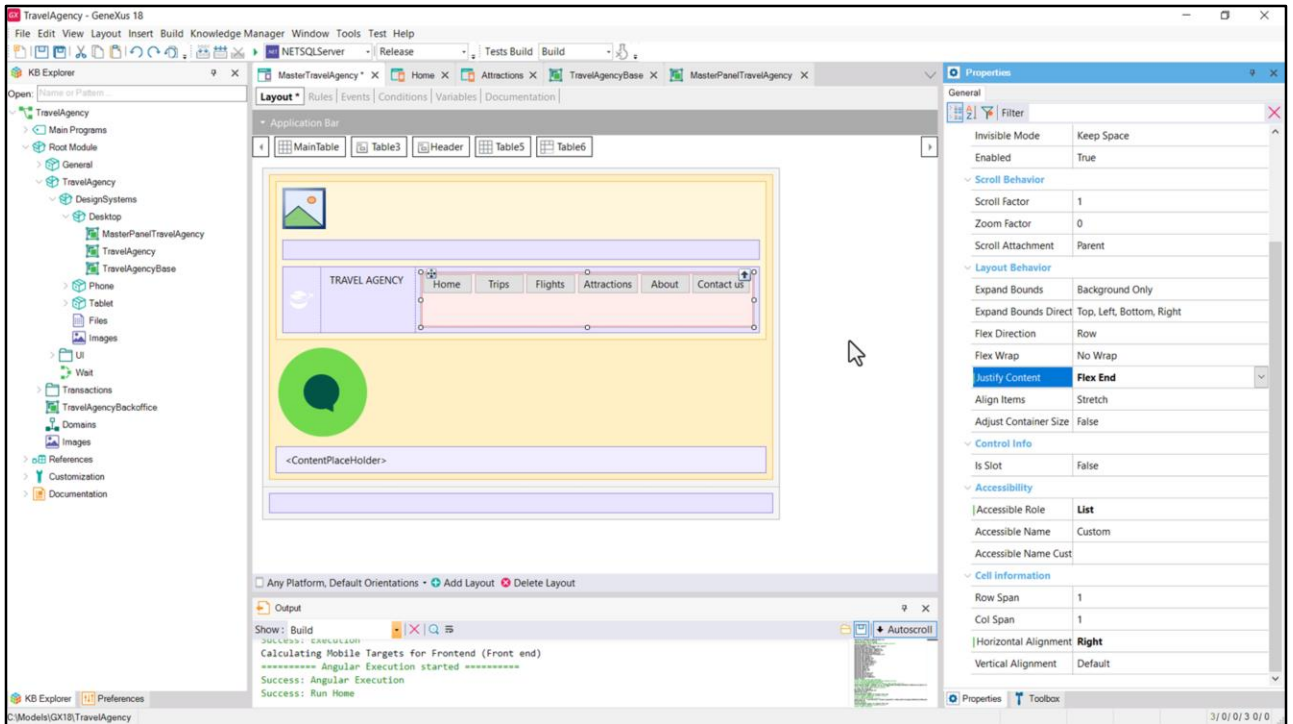 TravelAgency - GeneXus 18
File Edit View Layout Insert Build Knowledge Manager Window Tools Test Help
NETSQLServer Release Tests Build Build
KB Explorer
Open: Name or Pattern...
TravelAgency
Main Programs
Root Module
General
TravelAgency
DesignSystems
Desktop
MasterPanelTravelAgency
TravelAgency
TravelAgencyBase
Phone
Tablet
Files
Images
UI
Wait
Transactions
TravelAgencyBackoffice
Domains
Images
References
Customization
Documentation
KB Explorer Preferences
C:\Models\GX18\TravelAgency
MasterTravelAgency * X Home X Attractions X TravelAgencyBase X MasterPanelTravelAgency X
Layout * Rules Events Conditions Variables Documentation
Application Bar
MainTable Table3 Header Table5 Table6
TRAVEL AGENCY Home Trips Flights Attractions About Contact us
<ContentPlaceHolder>
Any Platform, Default Orientations Add Layout Delete Layout
Output
Show: Build Autoscroll
Success: Execution
Calculating Mobile Targets for Frontend (Front end)
========== Angular Execution started ==========
Success: Angular Execution
Success: Run Home
Properties
General
Filter
Invisible Mode Keep Space
Enabled True
Scroll Behavior
Scroll Factor 1
Zoom Factor 0
Scroll Attachment Parent
Layout Behavior
Expand Bounds Background Only
Expand Bounds Direct Top, Left, Bottom, Right
Flex Direction Row
Flex Wrap No Wrap
Justify Content Flex End
Align Items Stretch
Adjust Container Size False
Control Info
Is Slot False
Accessibility
Accessible Role List
Accessible Name Custom
Accessible Name Cust
Cell information
Row Span 1
Col Span 1
Horizontal Alignment Right
Vertical Alignment Default
Properties Toolbox
3/0/0/3 0/0